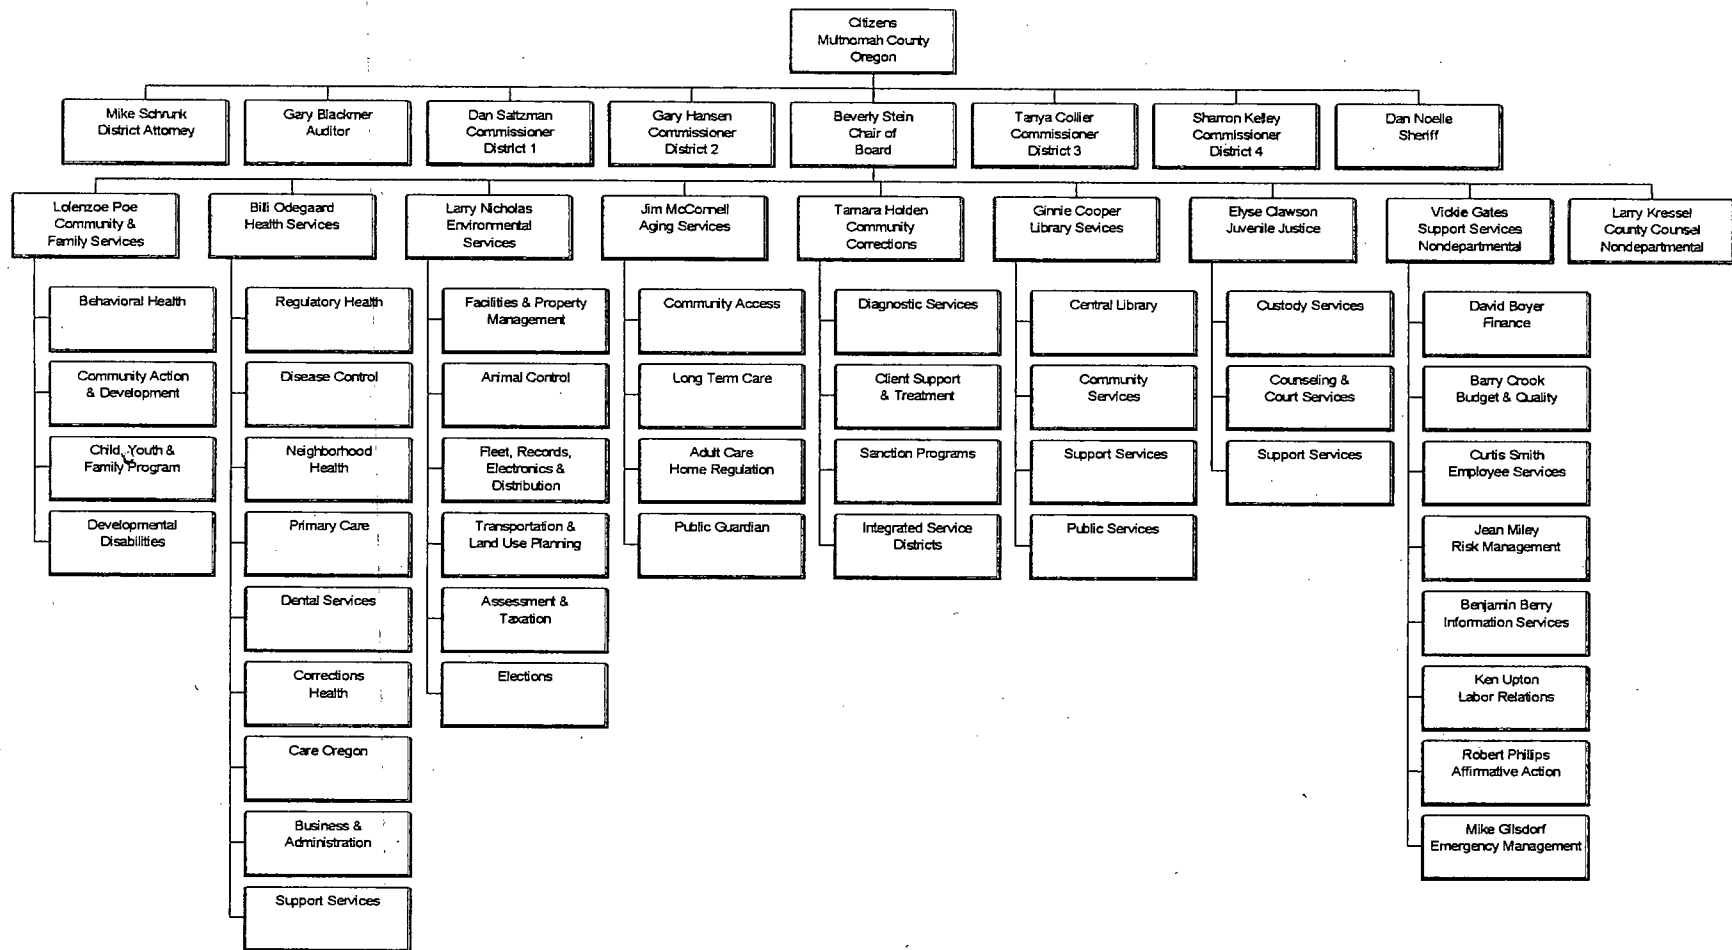 Citizens
Multnomah County
Oregon
Mike Schrunk
District Attorney
Gary Blackmer
Auditor
Dan Saltzman
Commissioner
District 1
Gary Hansen
Commissioner
District 2
Beverly Stein
Chair of
Board
Tanya Collier
Commissioner
District 3
Sharron Kelley
Commissioner
District 4
Dan Noelle
Sheriff
Lolenzoe Poe
Community &
Family Services
Billi Odegaard
Health Services
Larry Nicholas
Environmental
Services
Jim McConnell
Aging Services
Tamara Holden
Community
Corrections
Ginnie Cooper
Library Sevices
Elyse Clawson
Juvenile Justice
Vickie Gates
Support Services
Nondepartmental
Larry Kressel
County Counsel
Nondepartmental
Behavioral Health
Community Action
& Development
Child, Youth &
Family Program
Developmental
Disabilities
Regulatory Health
Disease Control
Neighborhood
Health
Primary Care
Dental Services
Corrections
Health
Care Oregon
Business &
Administration
Support Services
Facilities & Property
Management
Animal Control
Fleet, Records,
Electronics &
Distribution
Transportation &
Land Use Planning
Assessment &
Taxation
Elections
Community Access
Long Term Care
Adult Care
Home Regulation
Public Guardian
Diagnostic Services
Client Support
& Treatment
Sanction Programs
Integrated Service
Districts
Central Library
Community
Services
Support Services
Public Services
Custody Services
Counseling &
Court Services
Support Services
David Boyer
Finance
Barry Crook
Budget & Quality
Curtis Smith
Employee Services
Jean Miley
Risk Management
Benjamin Berry
Information Services
Ken Upton
Labor Relations
Robert Phillips
Affirmative Action
Mike Gilsdorf
Emergency Management